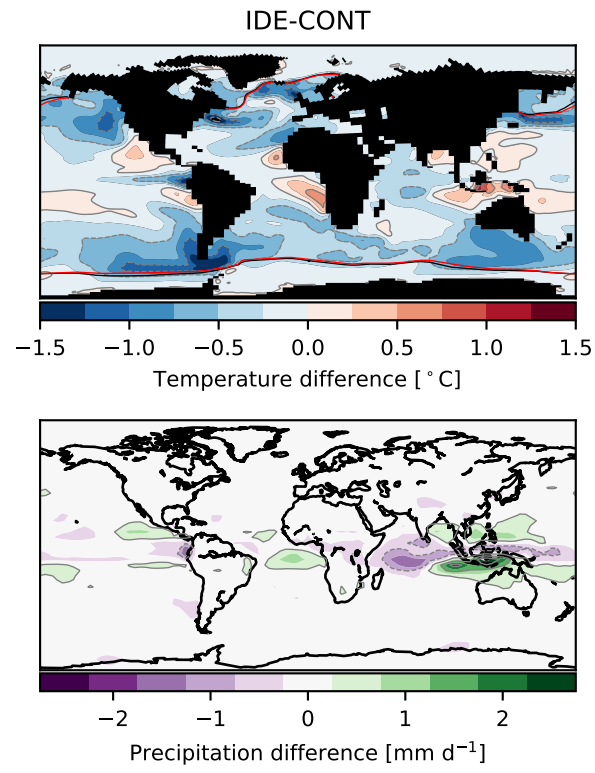 IDE-CONT
−1.5 −1.0 −0.5 0.0 0.5 1.0 1.5
Temperature difference [°C]
−2 −1 0 1 2
Precipitation difference [mm d⁻¹]